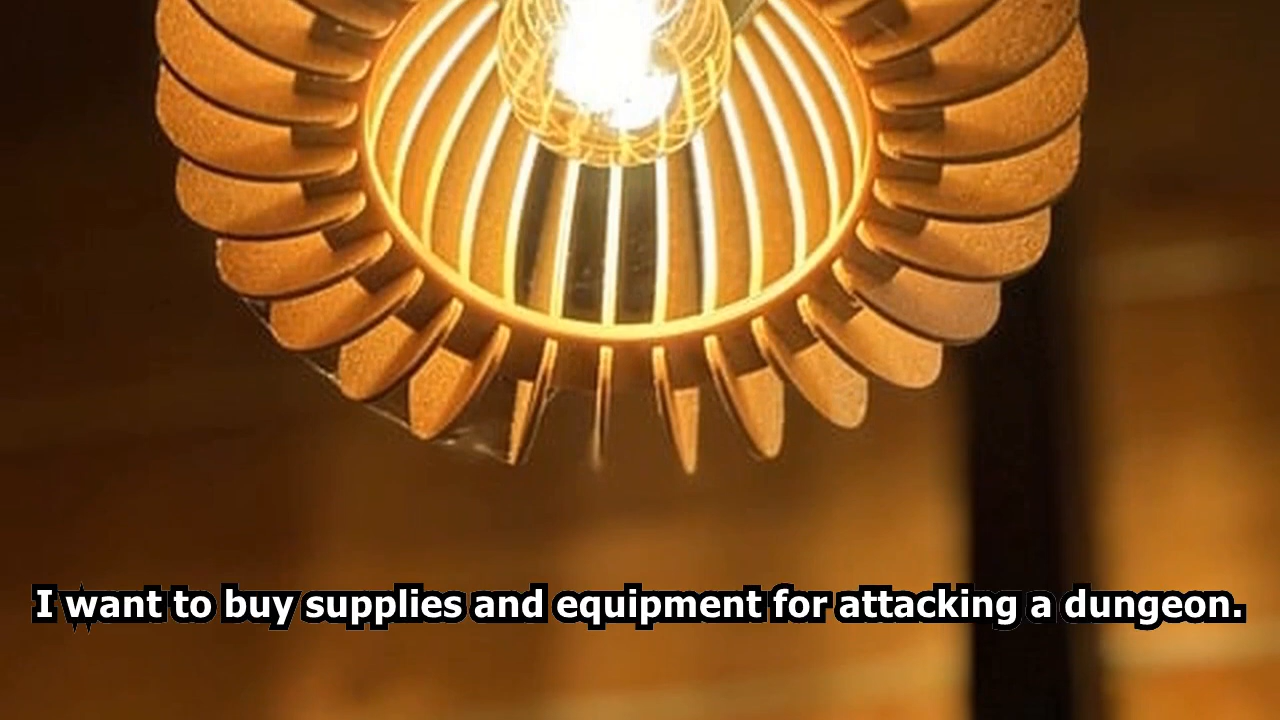 I want to buy supplies and equipment for attacking a dungeon.